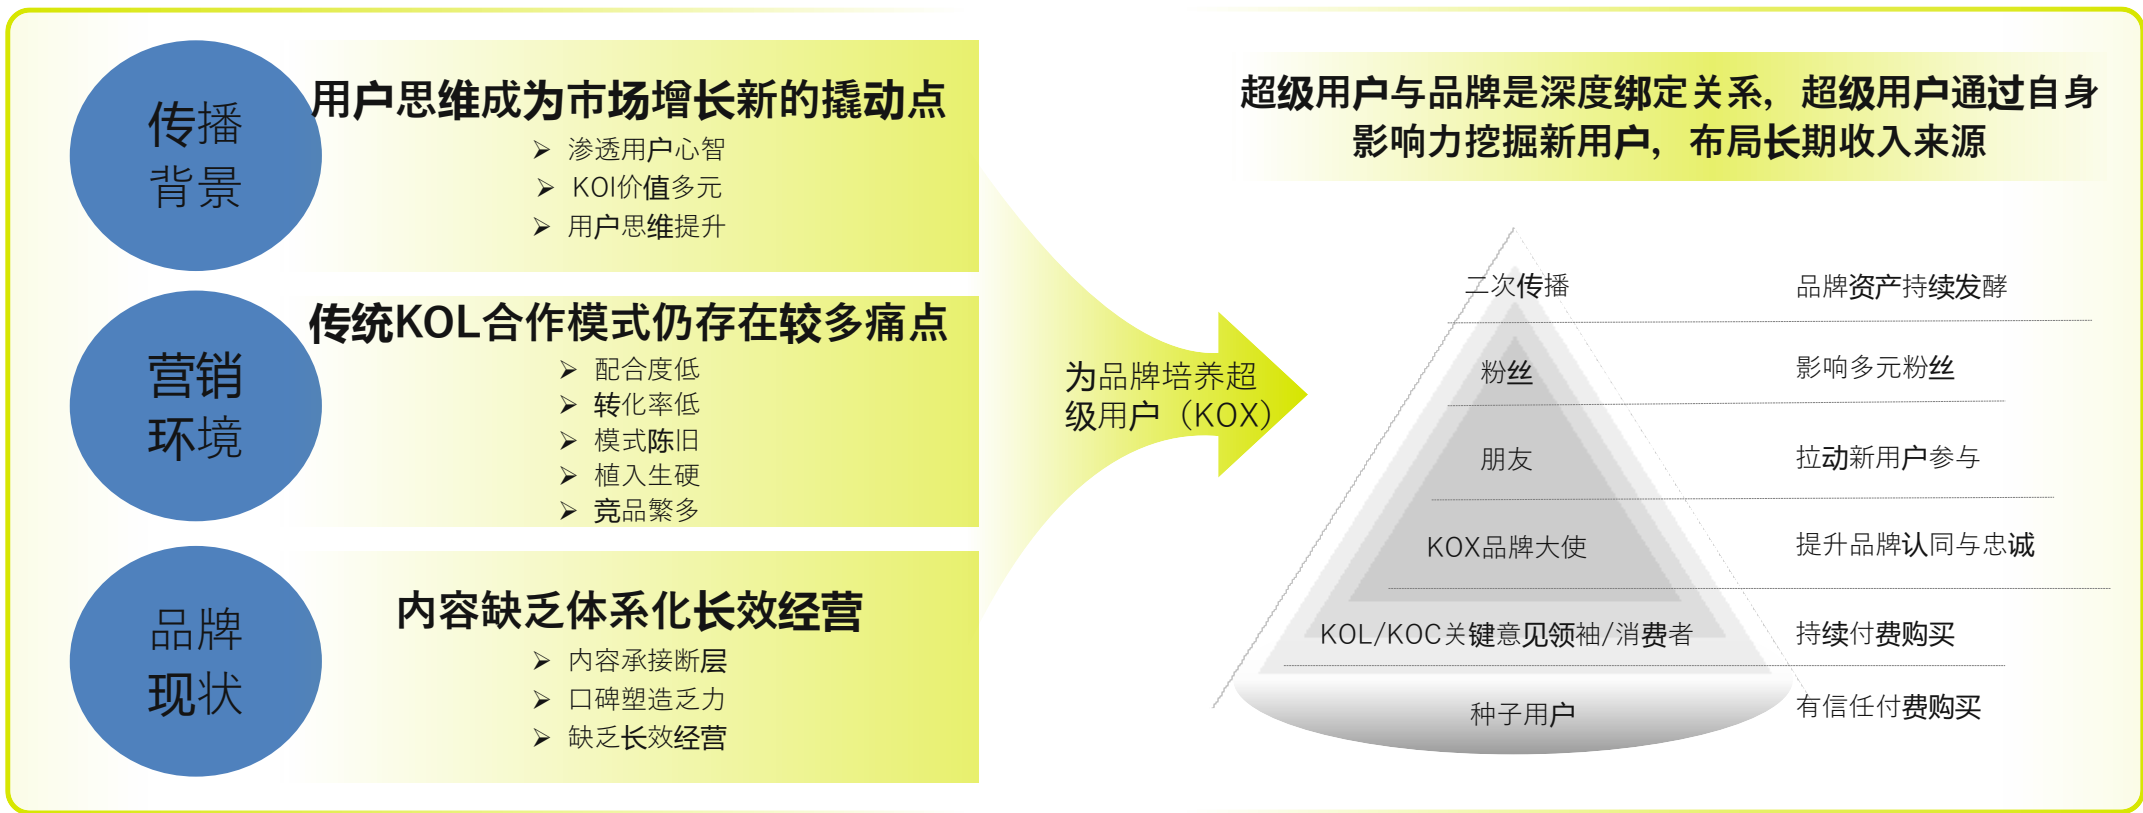 传播
背景
用户思维成为市场增长新的撬动点
➢ 渗透用户心智
➢ KOI价值多元
➢ 用户思维提升
营销
环境
传统KOL合作模式仍存在较多痛点
➢ 配合度低
➢ 转化率低
➢ 模式陈旧
➢ 植入生硬
➢ 竞品繁多
品牌
现状
内容缺乏体系化长效经营
➢ 内容承接断层
➢ 口碑塑造乏力
➢ 缺乏长效经营
为品牌培养超
级用户（KOX）
超级用户与品牌是深度绑定关系，超级用户通过自身
影响力挖掘新用户，布局长期收入来源
二次传播
品牌资产持续发酵
粉丝
影响多元粉丝
朋友
拉动新用户参与
KOX品牌大使
提升品牌认同与忠诚
KOL/KOC关键意见领袖/消费者
持续付费购买
种子用户
有信任付费购买